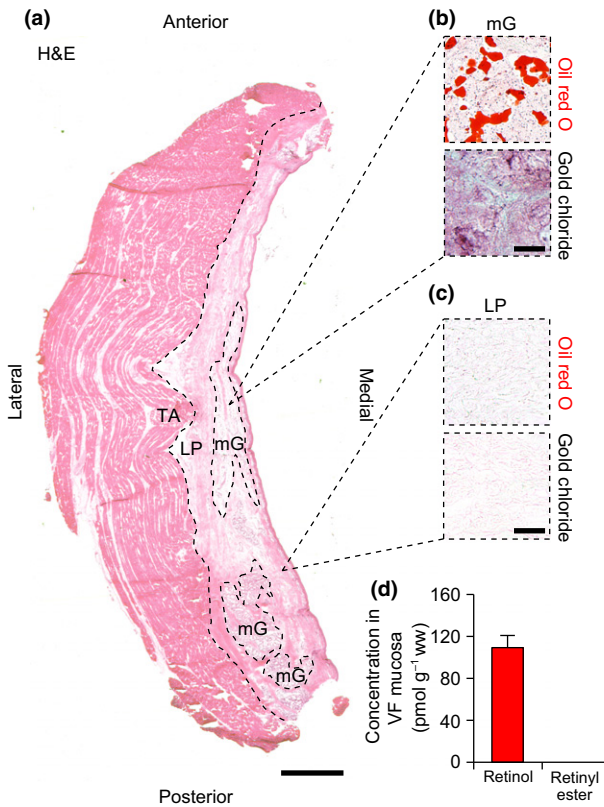 (a)
Anterior
H&E
Lateral
TA
LP
mG
mG
mG
Medial
Posterior
(b)
mG
Oil red O
Gold chloride
(c)
LP
Oil red O
Gold chloride
(d)
Concentration in
VF mucosa
(pmol g⁻¹ ww)
160
120
80
40
0
Retinol
Retinyl
ester